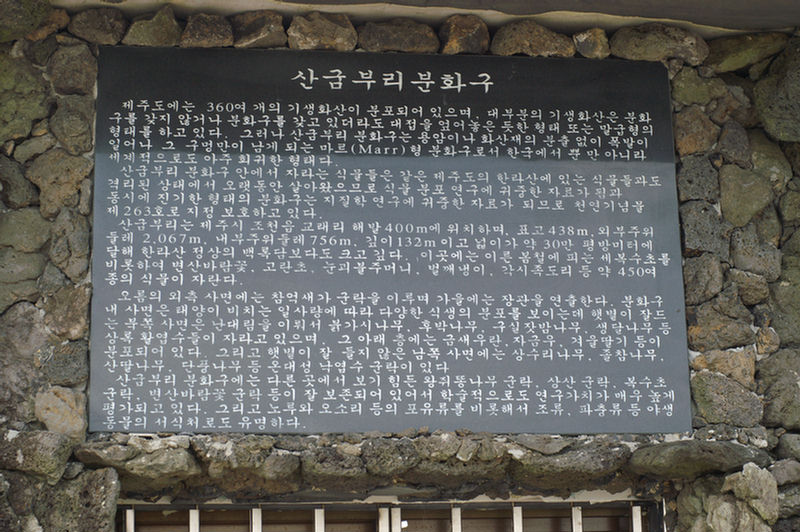 산굼부리분화구
제주도에는 360여 개의 기생화산이 분포되어 있으며, 대부분의 기생화산은 분화
구를 갖지 않거나 분화구를 갖고 있더라도 대접을 엎어놓은 듯한 형태 또는 말굽형의
형태를 하고 있다. 그러나 산굼부리 분화구는 용암이나 화산재의 분출 없이 폭발이
일어나 그 구멍만이 남게 되는 마르(Marr)형 분화구로서 한국에서 뿐 만 아니라
세계적으로도 아주 희귀한 형태다.
산굼부리 분화구 안에서 자라는 식물들은 같은 제주도의 한라산에 있는 식물들과도
격리된 상태에서 오랫동안 살아왔으므로 식물 분포 연구에 귀중한 자료가 되며
동시에 진기한 형태의 분화구는 지질학 연구에 귀중한 자료가 되므로 천연기념물
제 263호로 지정 보호하고 있다.
산굼부리는 제주시 조천읍 교래리 해발 400m에 위치하며, 표고 438m, 외부주위
둘레 2,067m, 내부주위둘레 756m, 깊이 132m이고 넓이가 약 30만 평방미터에
달해 한라산 정상의 백록담보다도 크고 깊다. 이곳에는 이른 봄철에 피는 세복수초를
비롯하여 변산바람꽃, 고란초, 눈괴불주머니, 벌깨냉이, 각시족도리 등 약 450여
종의 식물이 자란다.
오름의 외측 사면에는 참억새가 군락을 이루며 가을에는 장관을 연출한다. 분화구
내 사면은 태양이 비치는 일사량에 따라 다양한 식생의 분포를 보이는데 햇빛이 잘드
는 북쪽 사면은 난대림을 이뤄서 붉가시나무, 후박나무, 구실잣밤나무, 생달나무 등
상록 활엽수들이 자라고 있으며, 그 아래 층에는 금새우란, 자금우, 겨울딸기 등이
분포되어 있다. 그리고 햇빛이 잘 들지 않은 남쪽 사면에는 상수리나무, 졸참나무,
산딸나무, 단풍나무 등 온대성 낙엽수 군락이 있다.
산굼부리 분화구에는 다른 곳에서 보기 힘든 왕쥐똥나무 군락, 상산 군락, 복수초
군락, 변산바람꽃 군락 등이 잘 보존되어 있어서 학술적으로도 연구가치가 매우 높게
평가되고 있다. 그리고 노루와 오소리 등의 포유류를 비롯해서 조류, 파충류 등 야생
동물의 서식처로도 유명하다.